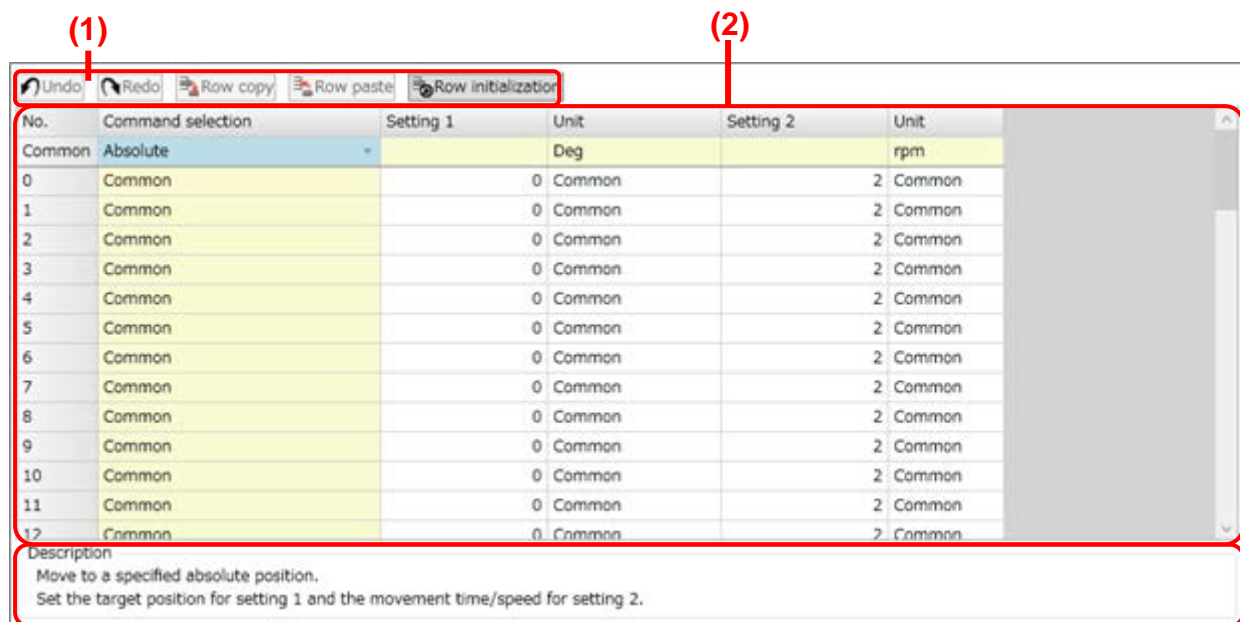 (1) (2)
Undo Redo Row copy Row paste Row initialization
No. Command selection Setting 1 Unit Setting 2 Unit
Common Absolute Deg rpm
0 Common 0 Common 2 Common
1 Common 0 Common 2 Common
2 Common 0 Common 2 Common
3 Common 0 Common 2 Common
4 Common 0 Common 2 Common
5 Common 0 Common 2 Common
6 Common 0 Common 2 Common
7 Common 0 Common 2 Common
8 Common 0 Common 2 Common
9 Common 0 Common 2 Common
10 Common 0 Common 2 Common
11 Common 0 Common 2 Common
12 Common 0 Common 2 Common
Description
Move to a specified absolute position.
Set the target position for setting 1 and the movement time/speed for setting 2.